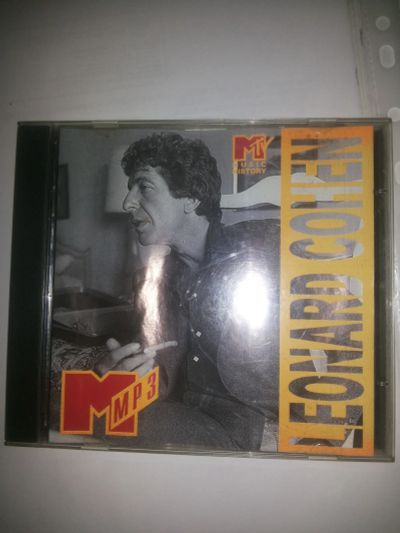 MTV
MUSIC
HISTORY
LEONARD COHEN
M
MP3